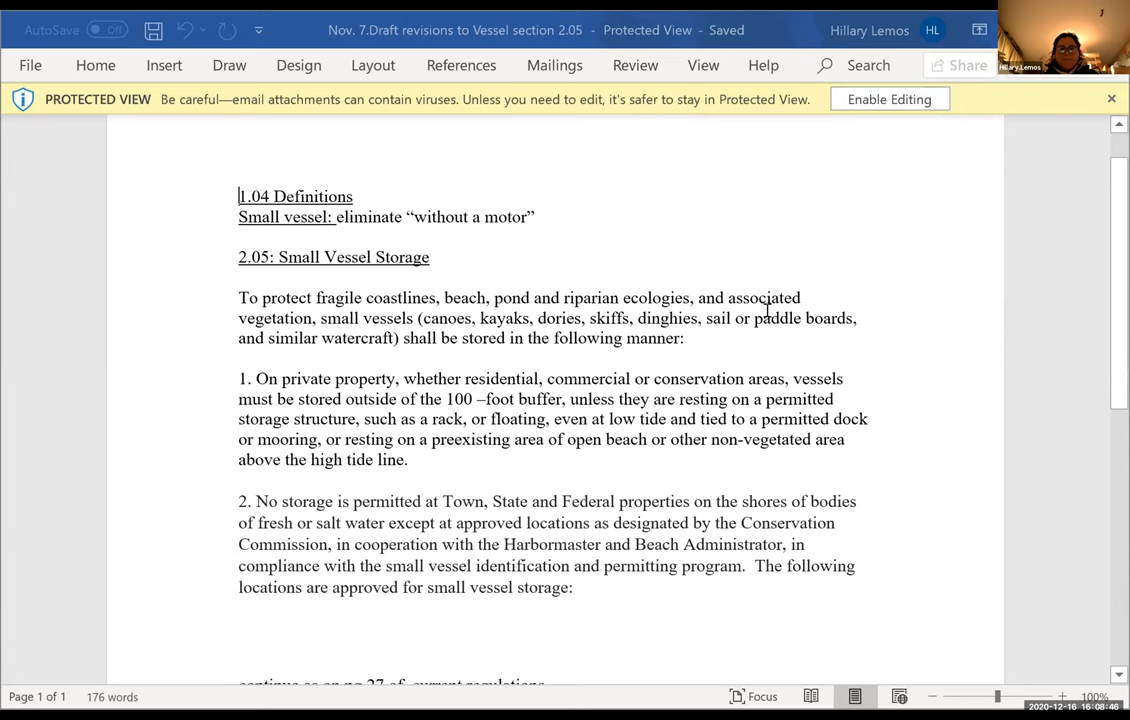 AutoSave Off Nov. 7.Draft revisions to Vessel section 2.05 - Protected View - Saved Hillary Lemos HL
Hillary Lemos
File Home Insert Draw Design Layout References Mailings Review View Help Search Share
PROTECTED VIEW Be careful—email attachments can contain viruses. Unless you need to edit, it's safer to stay in Protected View. Enable Editing
1.04 Definitions
Small vessel: eliminate “without a motor”
2.05: Small Vessel Storage
To protect fragile coastlines, beach, pond and riparian ecologies, and associated
vegetation, small vessels (canoes, kayaks, dories, skiffs, dinghies, sail or paddle boards,
and similar watercraft) shall be stored in the following manner:
1. On private property, whether residential, commercial or conservation areas, vessels
must be stored outside of the 100 –foot buffer, unless they are resting on a permitted
storage structure, such as a rack, or floating, even at low tide and tied to a permitted dock
or mooring, or resting on a preexisting area of open beach or other non-vegetated area
above the high tide line.
2. No storage is permitted at Town, State and Federal properties on the shores of bodies
of fresh or salt water except at approved locations as designated by the Conservation
Commission, in cooperation with the Harbormaster and Beach Administrator, in
compliance with the small vessel identification and permitting program.  The following
locations are approved for small vessel storage:
continue as on pg 27 of current regulations
Page 1 of 1 176 words Focus 100%
2020-12-16 16:08:46